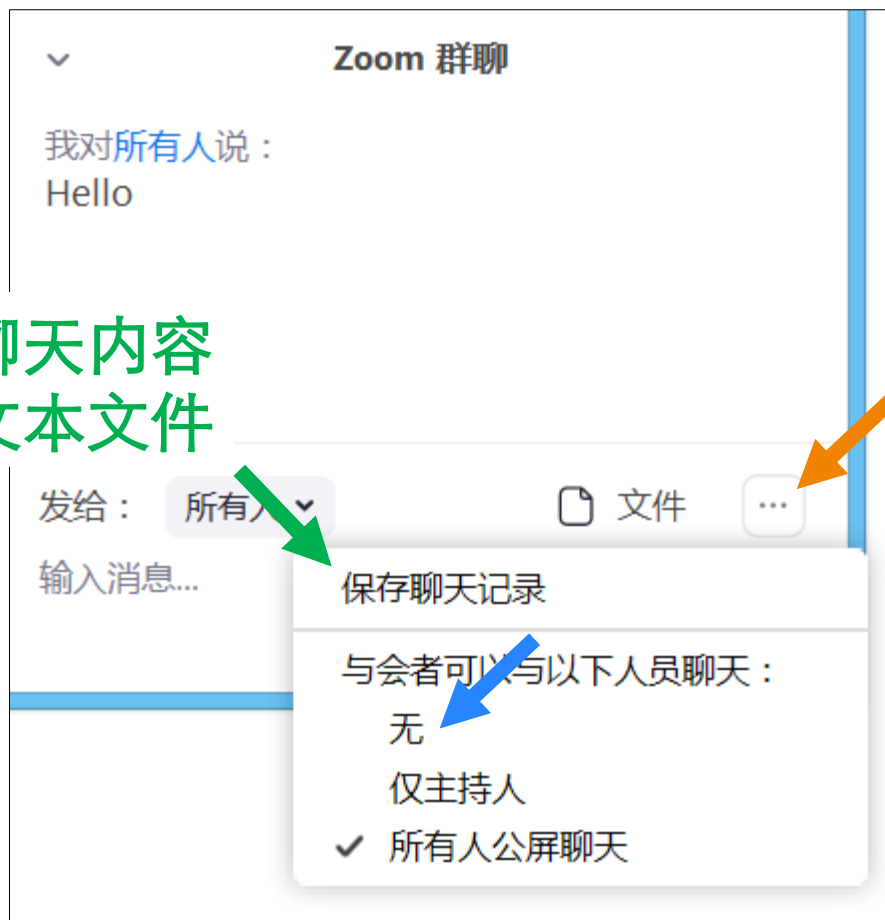 Zoom 群聊
我对所有人说：
Hello
聊天内容
文本文件
发给： 所有人 文件 ...
输入消息...
保存聊天记录
与会者可以与以下人员聊天：
无
仅主持人
所有人公屏聊天